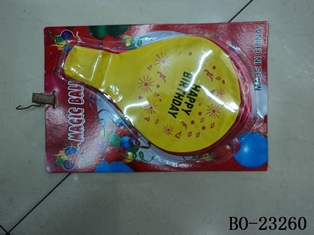 MAGIC BALL
MADE IN CHINA
HAPPY
BIRTHDAY
BO-23260